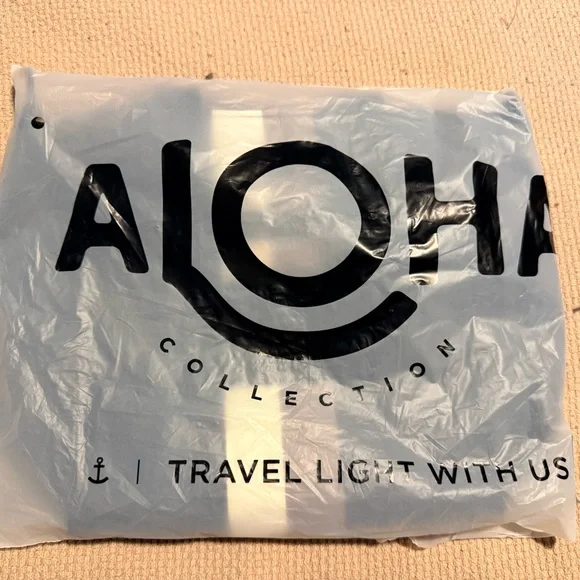 ALOHA
COLLECTION
| TRAVEL LIGHT WITH US